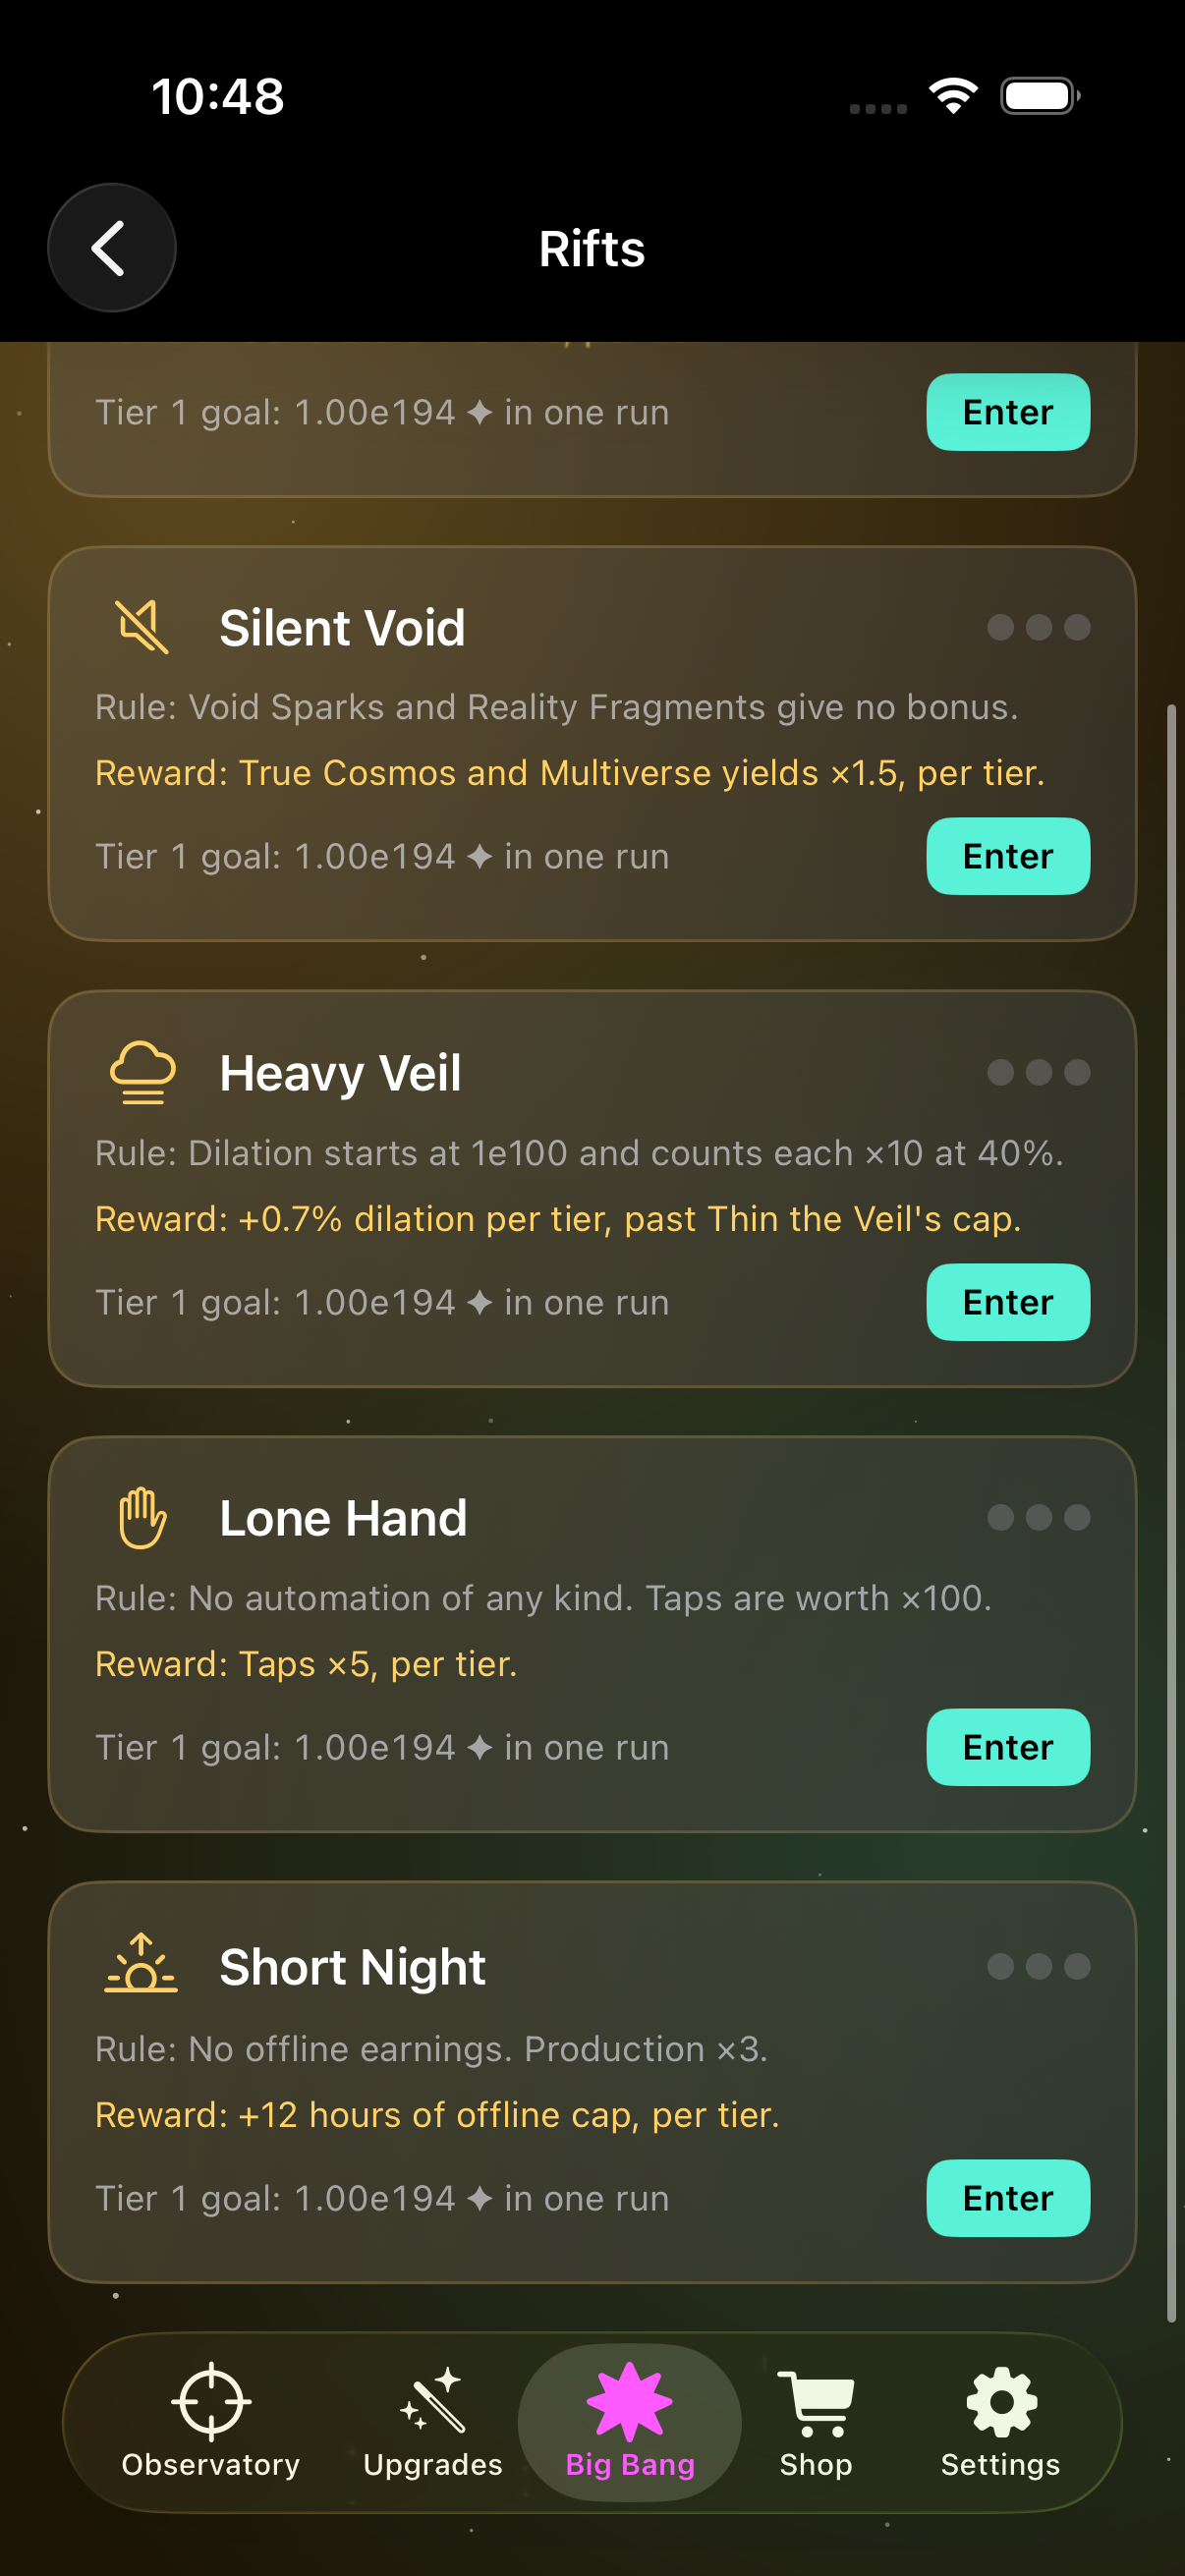 10:48
Rifts
Tier 1 goal: 1.00e194 ✦ in one run
Enter
Silent Void
Rule: Void Sparks and Reality Fragments give no bonus.
Reward: True Cosmos and Multiverse yields ×1.5, per tier.
Tier 1 goal: 1.00e194 ✦ in one run
Enter
Heavy Veil
Rule: Dilation starts at 1e100 and counts each ×10 at 40%.
Reward: +0.7% dilation per tier, past Thin the Veil's cap.
Tier 1 goal: 1.00e194 ✦ in one run
Enter
Lone Hand
Rule: No automation of any kind. Taps are worth ×100.
Reward: Taps ×5, per tier.
Tier 1 goal: 1.00e194 ✦ in one run
Enter
Short Night
Rule: No offline earnings. Production ×3.
Reward: +12 hours of offline cap, per tier.
Tier 1 goal: 1.00e194 ✦ in one run
Enter
Observatory
Upgrades
Big Bang
Shop
Settings